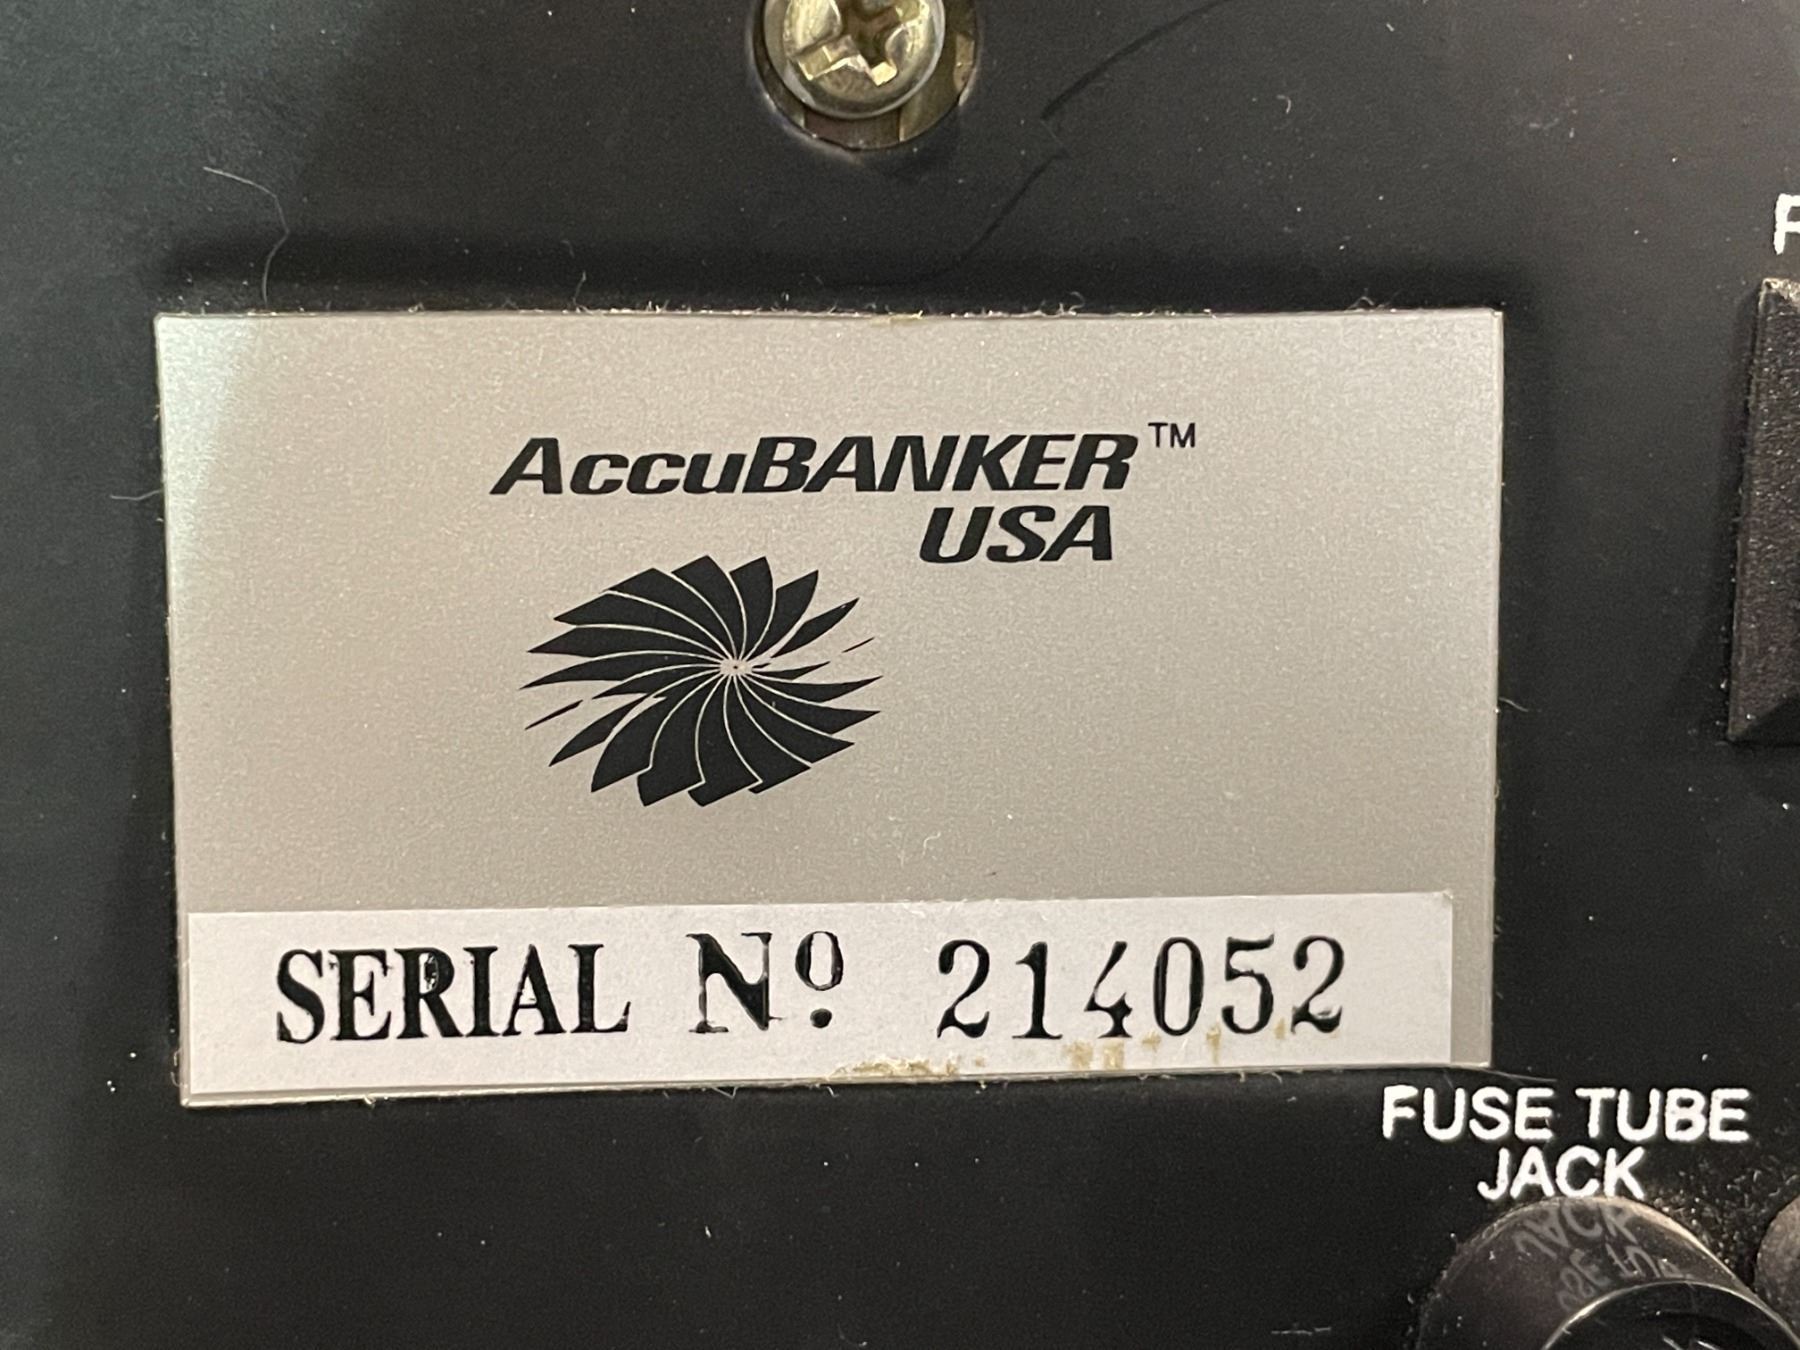 AccuBANKER™
USA
SERIAL Nº. 214052
FUSE TUBE
JACK